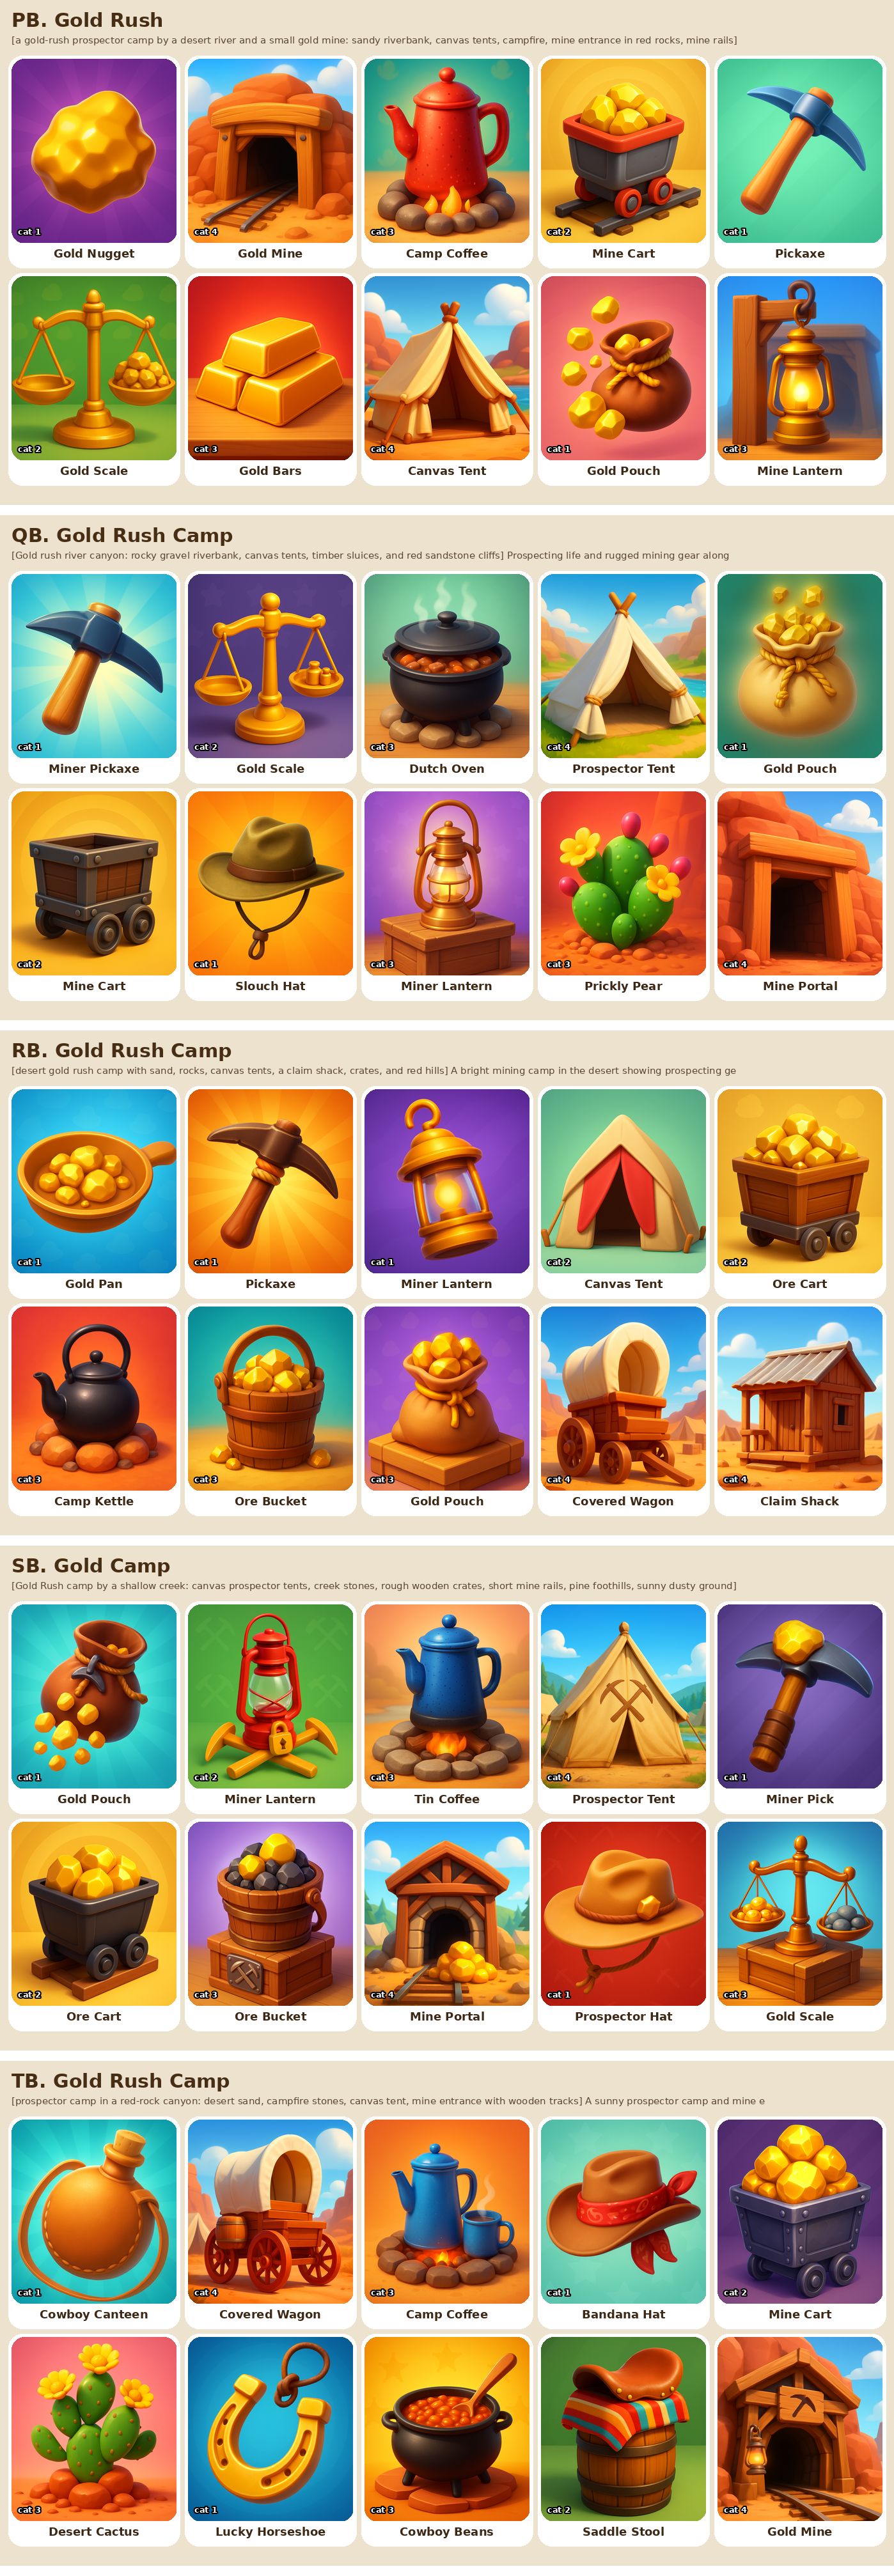 PB. Gold Rush
[a gold-rush prospector camp by a desert river and a small gold mine: sandy riverbank, canvas tents, campfire, mine entrance in red rocks, mine rails]
cat 1
cat 4
cat 3
cat 2
cat 1
Gold Nugget
Gold Mine
Camp Coffee
Mine Cart
Pickaxe
cat 2
cat 3
cat 4
cat 1
cat 3
Gold Scale
Gold Bars
Canvas Tent
Gold Pouch
Mine Lantern
QB. Gold Rush Camp
[Gold rush river canyon: rocky gravel riverbank, canvas tents, timber sluices, and red sandstone cliffs] Prospecting life and rugged mining gear along
cat 1
cat 2
cat 3
cat 4
cat 1
Miner Pickaxe
Gold Scale
Dutch Oven
Prospector Tent
Gold Pouch
cat 2
cat 1
cat 3
cat 3
cat 4
Mine Cart
Slouch Hat
Miner Lantern
Prickly Pear
Mine Portal
RB. Gold Rush Camp
[desert gold rush camp with sand, rocks, canvas tents, a claim shack, crates, and red hills] A bright mining camp in the desert showing prospecting ge
cat 1
cat 1
cat 1
cat 2
cat 2
Gold Pan
Pickaxe
Miner Lantern
Canvas Tent
Ore Cart
cat 3
cat 3
cat 3
cat 4
cat 4
Camp Kettle
Ore Bucket
Gold Pouch
Covered Wagon
Claim Shack
SB. Gold Camp
[Gold Rush camp by a shallow creek: canvas prospector tents, creek stones, rough wooden crates, short mine rails, pine foothills, sunny dusty ground]
cat 1
cat 2
cat 3
cat 4
cat 1
Gold Pouch
Miner Lantern
Tin Coffee
Prospector Tent
Miner Pick
cat 2
cat 3
cat 4
cat 1
cat 3
Ore Cart
Ore Bucket
Mine Portal
Prospector Hat
Gold Scale
TB. Gold Rush Camp
[prospector camp in a red-rock canyon: desert sand, campfire stones, canvas tent, mine entrance with wooden tracks] A sunny prospector camp and mine e
cat 1
cat 4
cat 3
cat 1
cat 2
Cowboy Canteen
Covered Wagon
Camp Coffee
Bandana Hat
Mine Cart
cat 3
cat 1
cat 3
cat 2
cat 4
Desert Cactus
Lucky Horseshoe
Cowboy Beans
Saddle Stool
Gold Mine